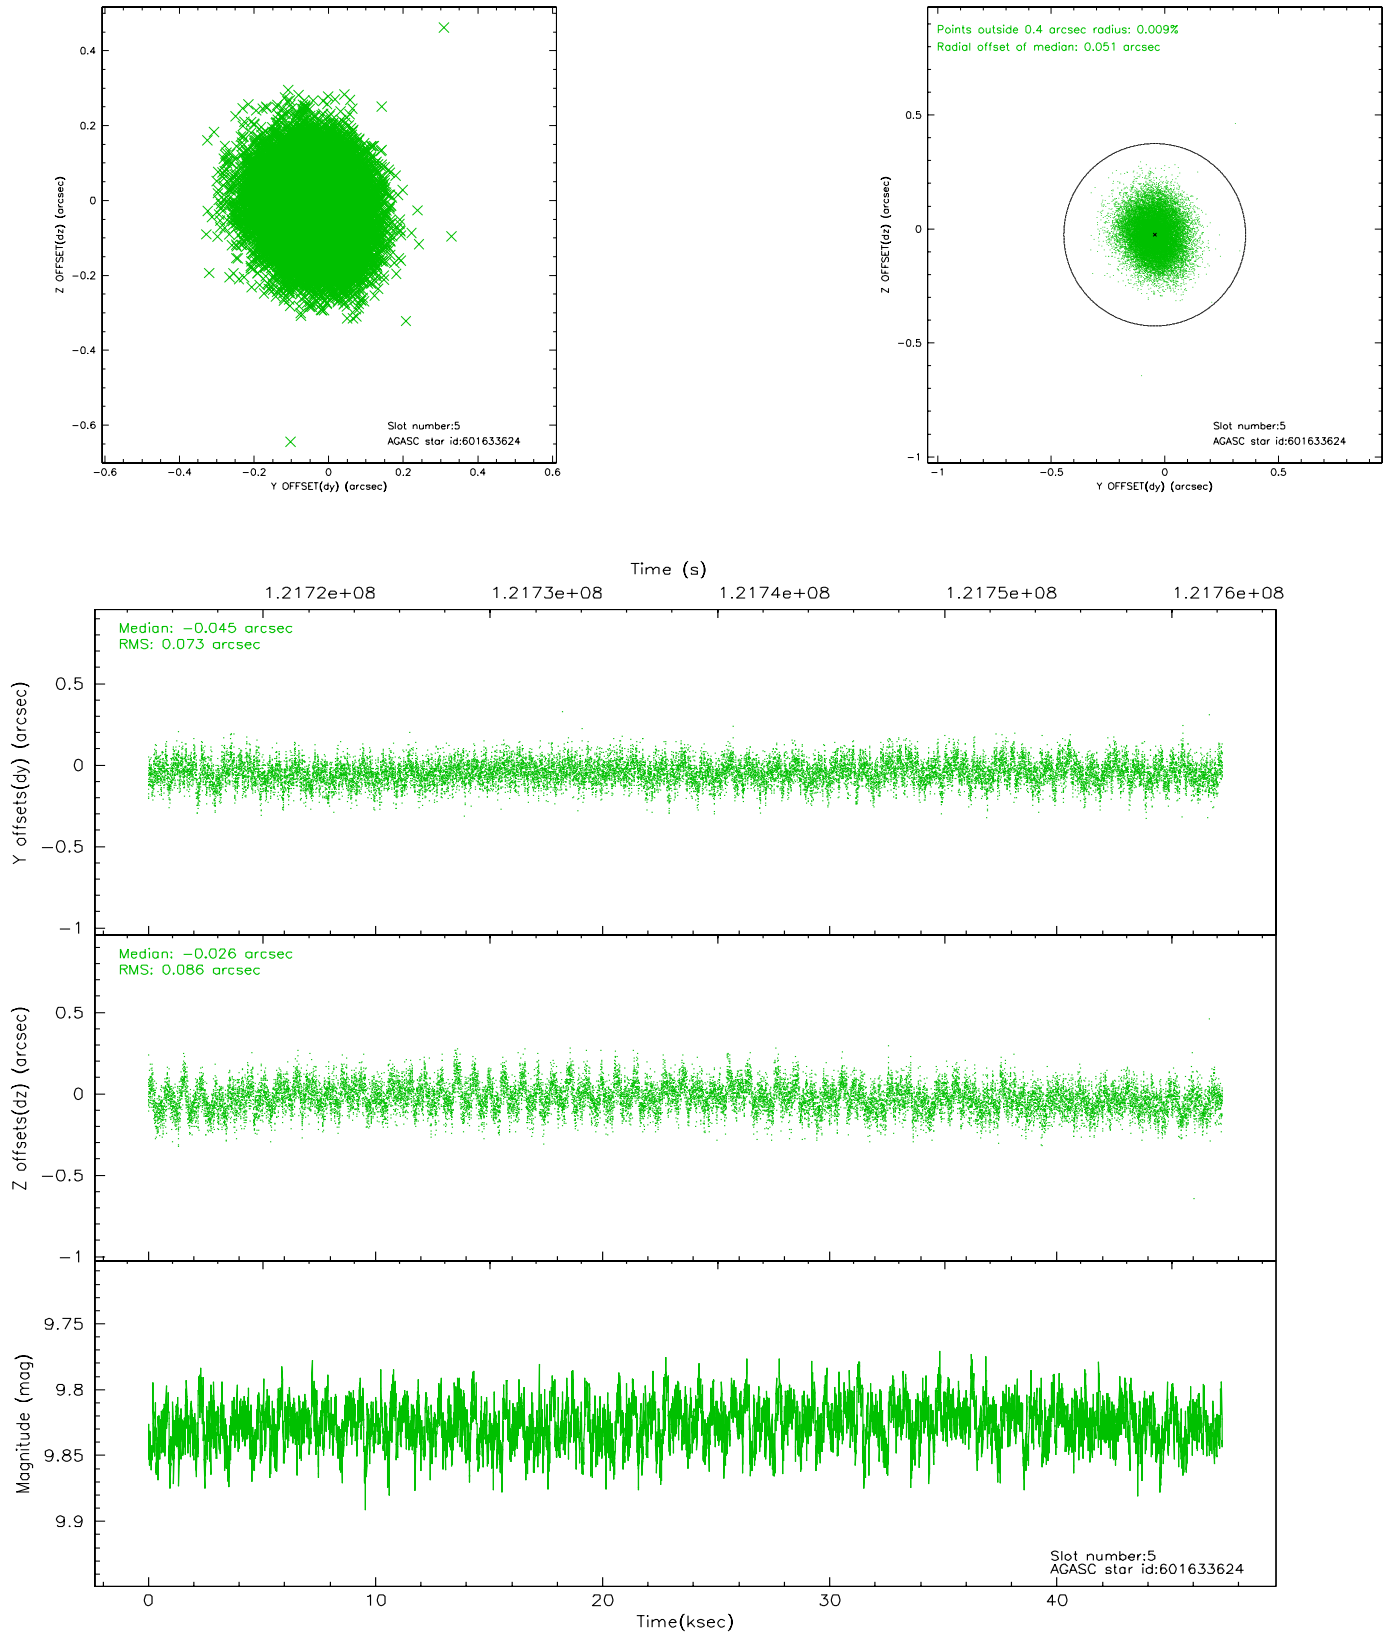 0.4
0.2
0
−0.2
−0.4
−0.6
Z OFFSET(dz) (arcsec)
Slot number:5
AGASC star id:601633624
−0.6 −0.4 −0.2 0 0.2 0.4 0.6
Y OFFSET(dy) (arcsec)
Points outside 0.4 arcsec radius: 0.009%
Radial offset of median: 0.051 arcsec
0.5
0
−0.5
−1
Z OFFSET(dz) (arcsec)
Slot number:5
AGASC star id:601633624
−1 −0.5 0 0.5
Y OFFSET(dy) (arcsec)
Time (s)
1.2172e+08 1.2173e+08 1.2174e+08 1.2175e+08 1.2176e+08
Median: −0.045 arcsec
RMS: 0.073 arcsec
0.5
0
−0.5
−1
Y offsets(dy) (arcsec)
Median: −0.026 arcsec
RMS: 0.086 arcsec
0.5
0
−0.5
−1
Z offsets(dz) (arcsec)
9.75
9.8
9.85
9.9
Magnitude (mag)
Slot number:5
AGASC star id:601633624
0 10 20 30 40
Time(ksec)